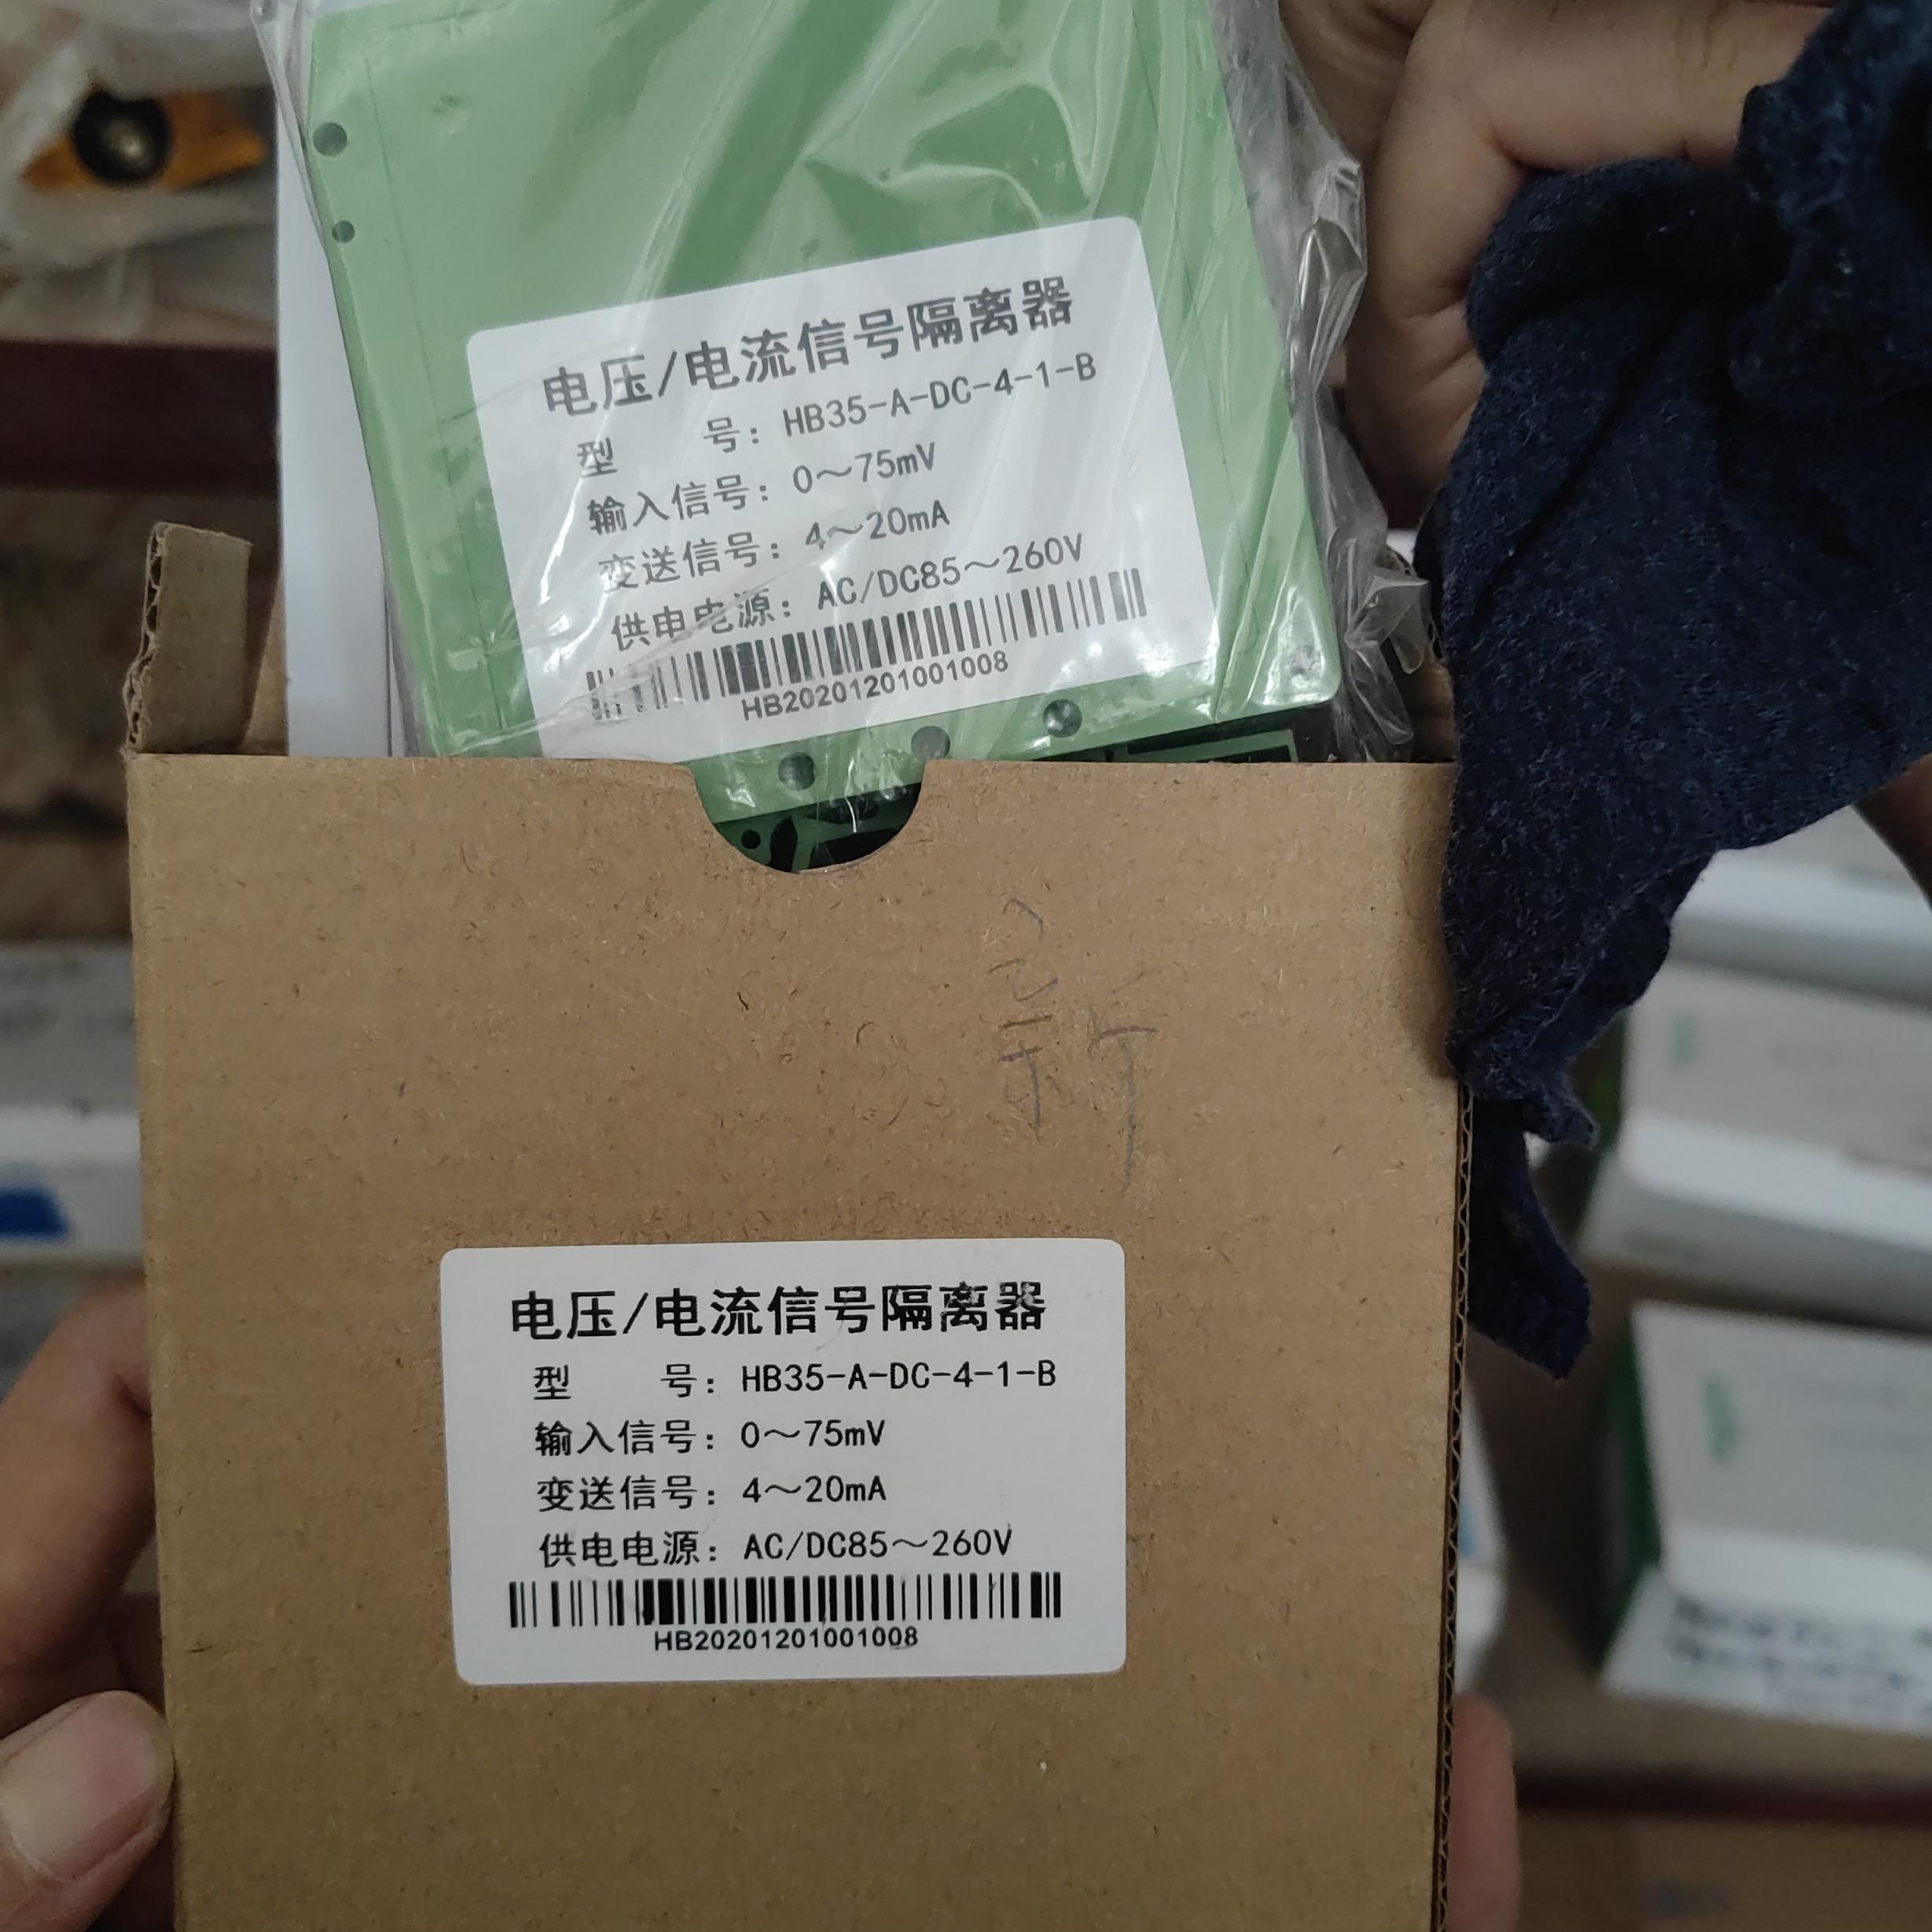 电压/电流信号隔离器
型 号：HB35-A-DC-4-1-B
输入信号：0～75mV
变送信号：4～20mA
供电电源：AC/DC85～260V
HB20201201001008
新
电压/电流信号隔离器
型 号：HB35-A-DC-4-1-B
输入信号：0～75mV
变送信号：4～20mA
供电电源：AC/DC85～260V
HB20201201001008